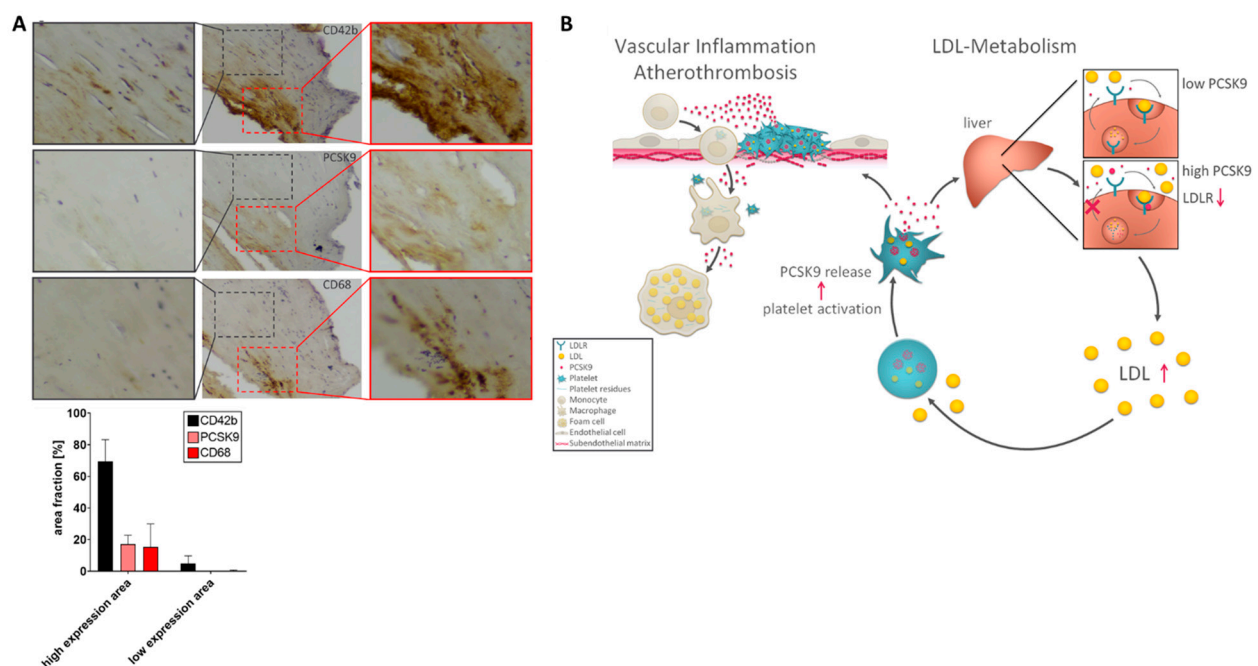 A
CD42b
PCSK9
CD68
100
80
60
40
20
0
area fraction [%]
CD42b
PCSK9
CD68
high expression area
low expression area
B
Vascular Inflammation
Atherothrombosis
LDL-Metabolism
liver
low PCSK9
high PCSK9
LDLR ↓
PCSK9 release
↑
platelet activation
LDL ↑
LDLR
LDL
PCSK9
Platelet
Platelet residues
Monocyte
Macrophage
Foam cell
Endothelial cell
Subendothelial matrix